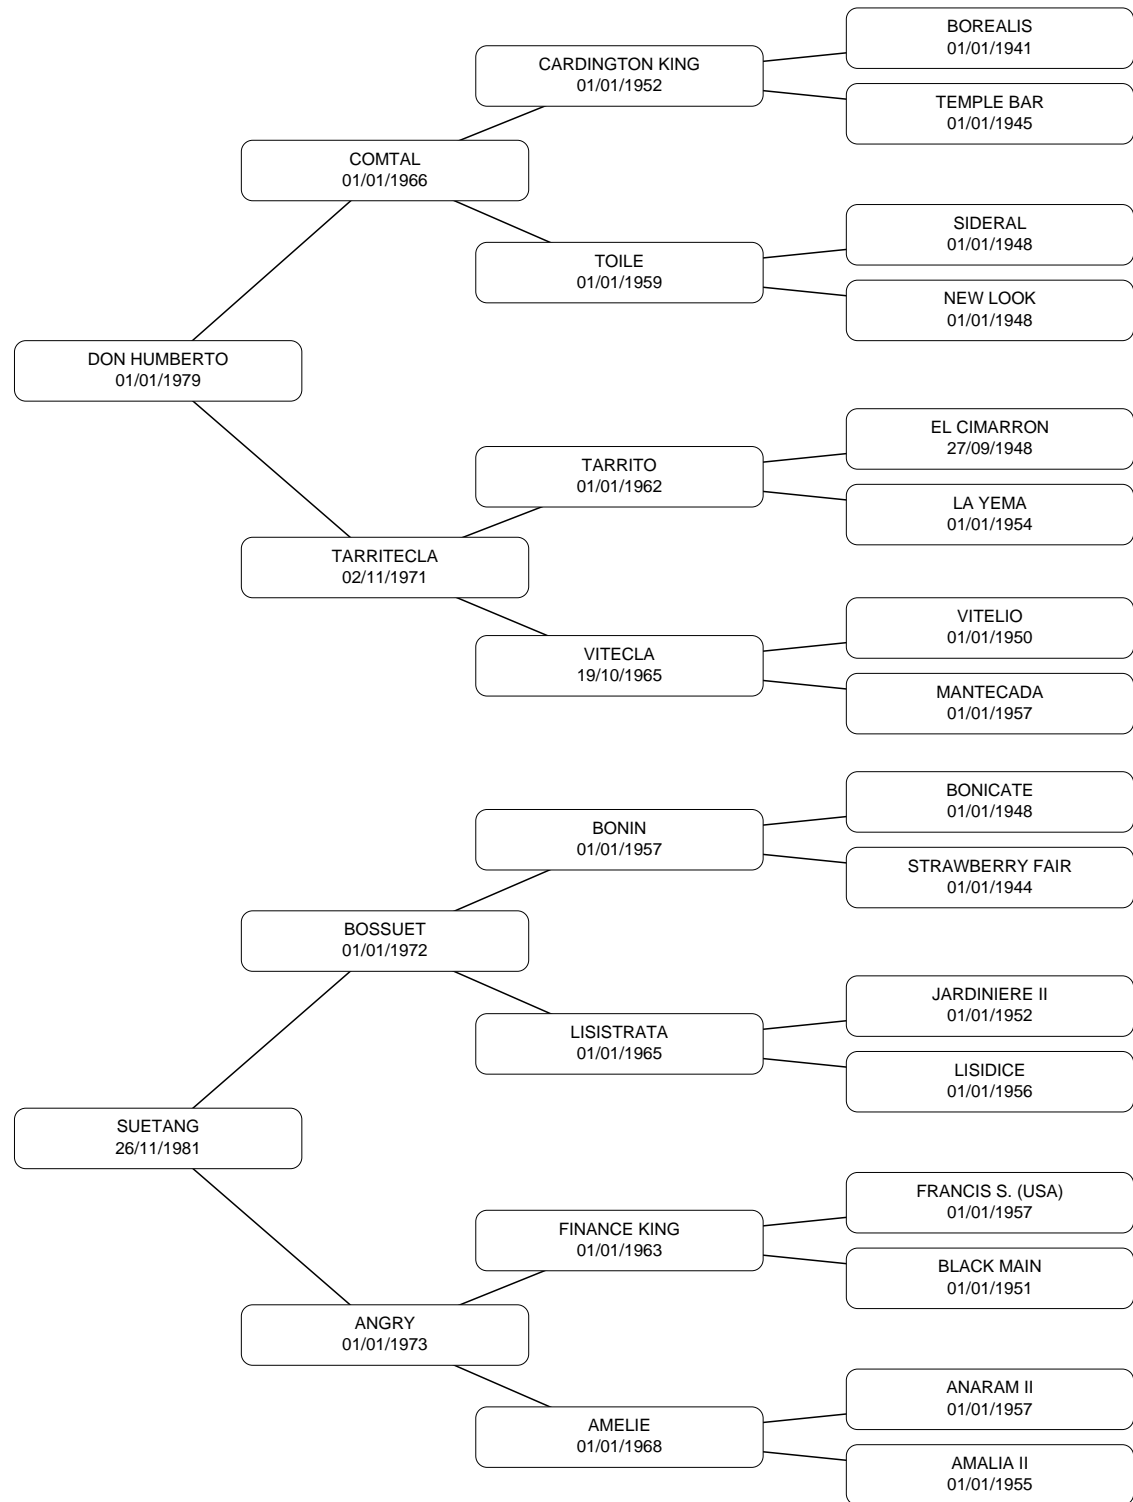 BOREALIS
01/01/1941
CARDINGTON KING
01/01/1952
TEMPLE BAR
01/01/1945
COMTAL
01/01/1966
SIDERAL
01/01/1948
TOILE
01/01/1959
NEW LOOK
01/01/1948
DON HUMBERTO
01/01/1979
EL CIMARRON
27/09/1948
TARRITO
01/01/1962
LA YEMA
01/01/1954
TARRITECLA
02/11/1971
VITELIO
01/01/1950
VITECLA
19/10/1965
MANTECADA
01/01/1957
BONICATE
01/01/1948
BONIN
01/01/1957
STRAWBERRY FAIR
01/01/1944
BOSSUET
01/01/1972
JARDINIERE II
01/01/1952
LISISTRATA
01/01/1965
LISIDICE
01/01/1956
SUETANG
26/11/1981
FRANCIS S. (USA)
01/01/1957
FINANCE KING
01/01/1963
BLACK MAIN
01/01/1951
ANGRY
01/01/1973
ANARAM II
01/01/1957
AMELIE
01/01/1968
AMALIA II
01/01/1955